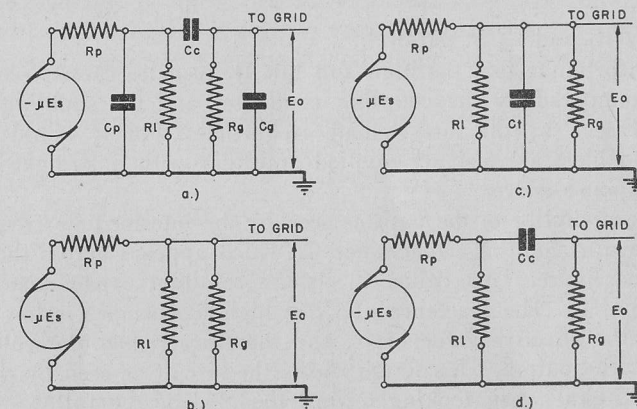 TO GRID
Rp
Cc
-μEs
Cp
Rl
Rg
Cg
Eo
a.)
TO GRID
Rp
-μEs
Rl
Ct
Rg
Eo
c.)
TO GRID
Rp
-μEs
Rl
Rg
Eo
b.)
TO GRID
Rp
Cc
-μEs
Rl
Rg
Eo
d.)